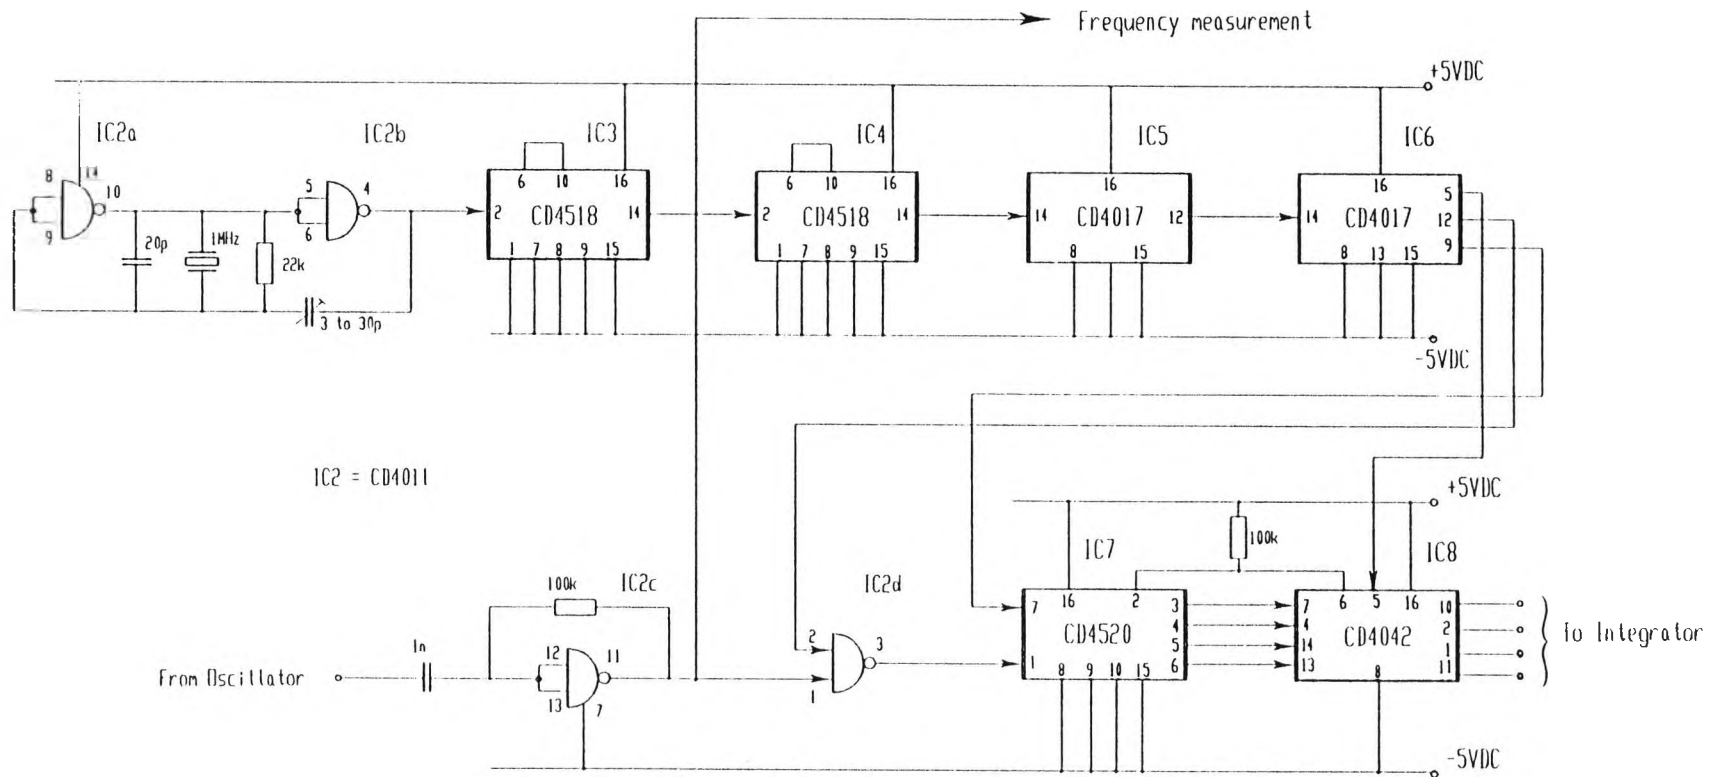 Frequency measurement
+5VDC
IC2a
IC2b
IC3
IC4
IC5
IC6
8
14
10
9
5
4
6
6 10 16
2 CD4518 14
1 7 8 9 15
6 10 16
2 CD4518 14
1 7 8 9 15
16
14 CD4017 12
8 15
16
14 CD4017
5
12
9
8 13 15
20p
1MHz
22k
3 to 30p
-5VDC
IC2 = CD4011
+5VDC
100k
IC7
IC8
100k
IC2c
IC2d
12
11
13
7
2
3
1
16 2
7 CD4520
1
3
4
5
6
8 9 10 15
6 5 16
7
4
14
13
CD4042
10
2
1
11
8
From Oscillator
1n
To Integrator
-5VDC